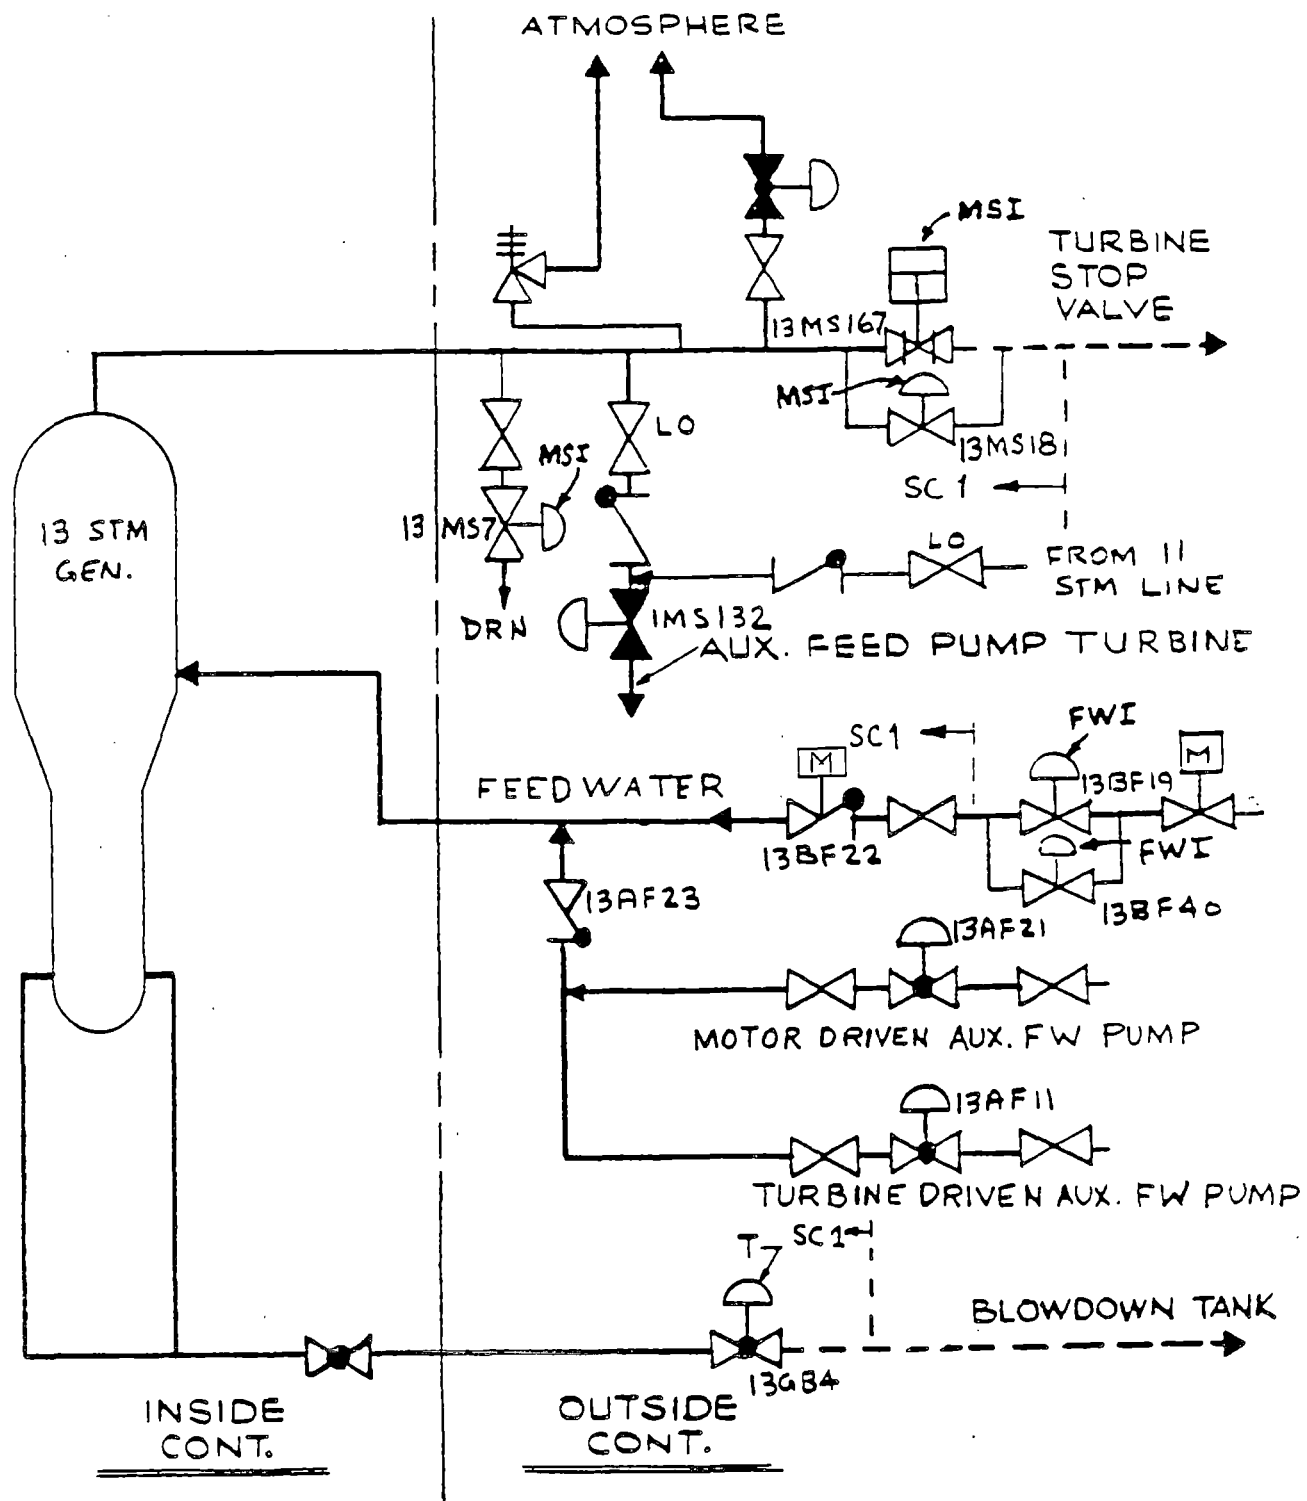 ATMOSPHERE
MSI
TURBINE
STOP
VALVE
13MS167
MSI
LO
13MS18
MSI
SC1
13 STM
GEN.
13 MS7
LO
FROM 11
STM LINE
DRN
1MS132
AUX. FEED PUMP TURBINE
FWI
SC1
M
M
FEEDWATER
13BF19
13BF22
FWI
13AF23
13BF40
13AF21
MOTOR DRIVEN AUX. FW PUMP
13AF11
TURBINE DRIVEN AUX. FW PUMP
T
SC1
BLOWDOWN TANK
13GB4
INSIDE
CONT.
OUTSIDE
CONT.